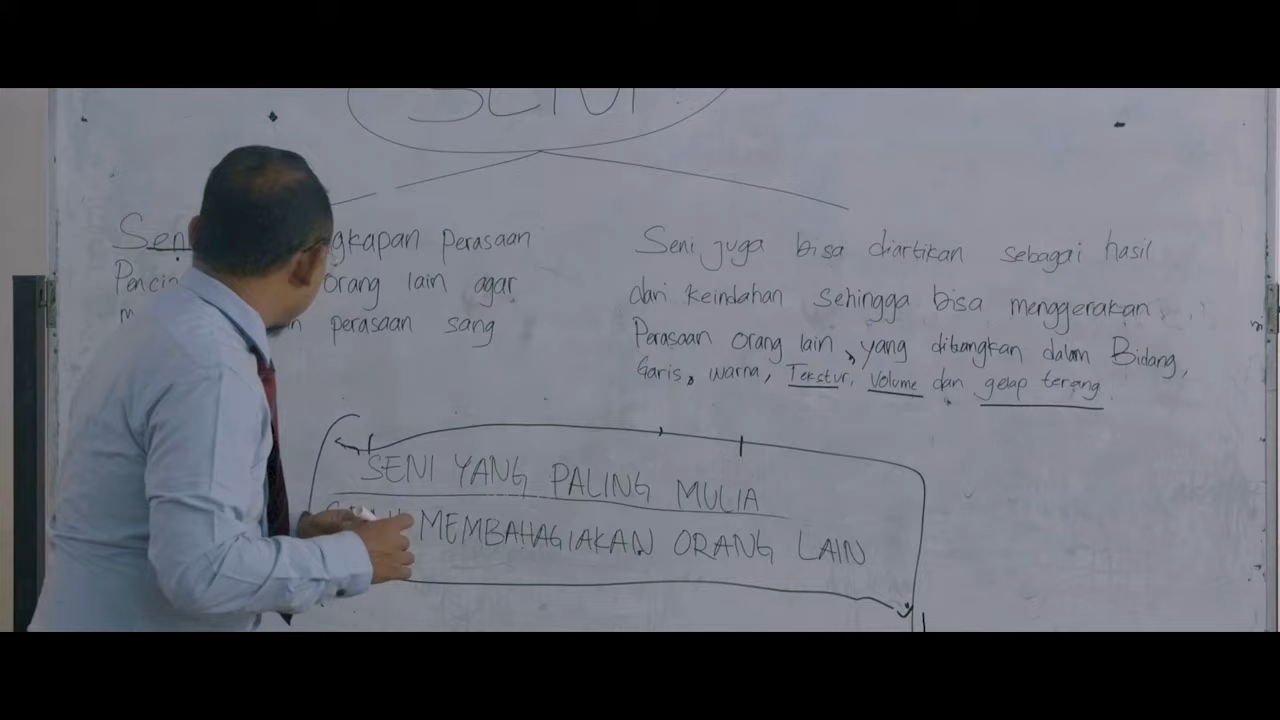 SENI
Sen gkapan perasaan
Pencip orang lain agar
m n perasaan sang
Seni juga bisa diartikan sebagai hasil
dari keindahan sehingga bisa menggerakan
Perasaan orang lain, yang dituangkan dalam Bidang,
Garis, warna, Tekstur, Volume dan gelap terang
SENI YANG PALING MULIA
MEMBAHAGIAKAN ORANG LAIN